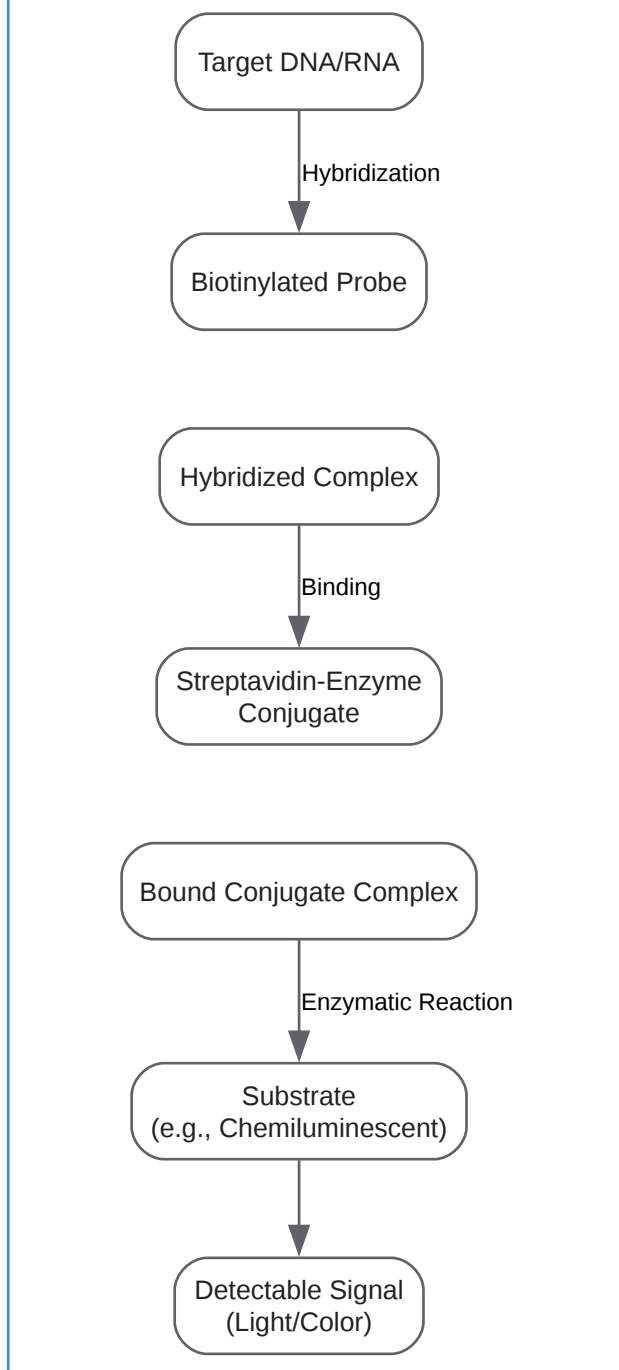 Target DNA/RNA
Hybridization
Biotinylated Probe
Hybridized Complex
Binding
Streptavidin-Enzyme
Conjugate
Bound Conjugate Complex
Enzymatic Reaction
Substrate
(e.g., Chemiluminescent)
Detectable Signal
(Light/Color)